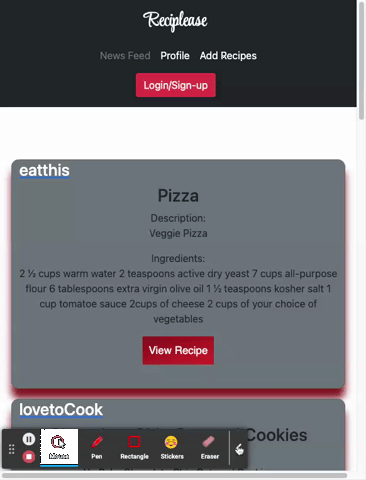 Reciplease
News Feed Profile Add Recipes
Login/Sign-up
eatthis
Pizza
Description:
Veggie Pizza
Ingredients:
2 ½ cups warm water 2 teaspoons active dry yeast 7 cups all-purpose
flour 6 tablespoons extra virgin olive oil 1 ½ teaspoons kosher salt 1
cup tomatoe sauce 2cups of cheese 2 cups of your choice of
vegetables
View Recipe
lovetoCook
Cookies
Pen Rectangle Stickers Eraser